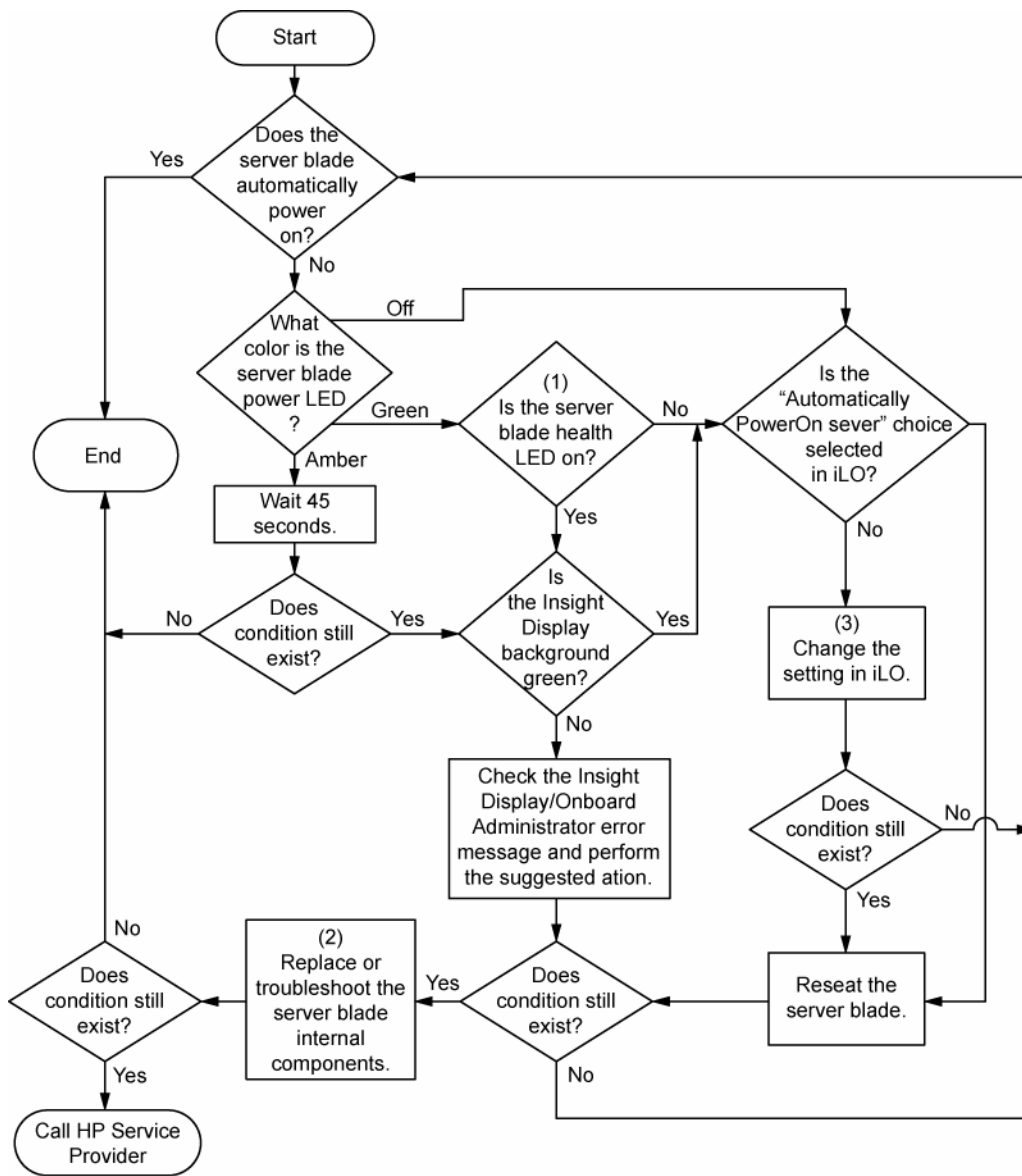 Start
Does the
server blade
automatically
power
on?
Yes
No
What
color is the
server blade
power LED
?
Off
Green
Amber
(1)
Is the server
blade health
LED on?
No
Yes
Is the
“Automatically
PowerOn sever” choice
selected
in iLO?
No
End
Wait 45
seconds.
Does
condition still
exist?
No
Yes
Is
the Insight
Display
background
green?
Yes
No
(3)
Change the
setting in iLO.
Check the Insight
Display/Onboard
Administrator error
message and perform
the suggested ation.
Does
condition still
exist?
No
Yes
No
Does
condition still
exist?
Yes
(2)
Replace or
troubleshoot the
server blade
internal
components.
Yes
Does
condition still
exist?
No
Reseat the
server blade.
Call HP Service
Provider